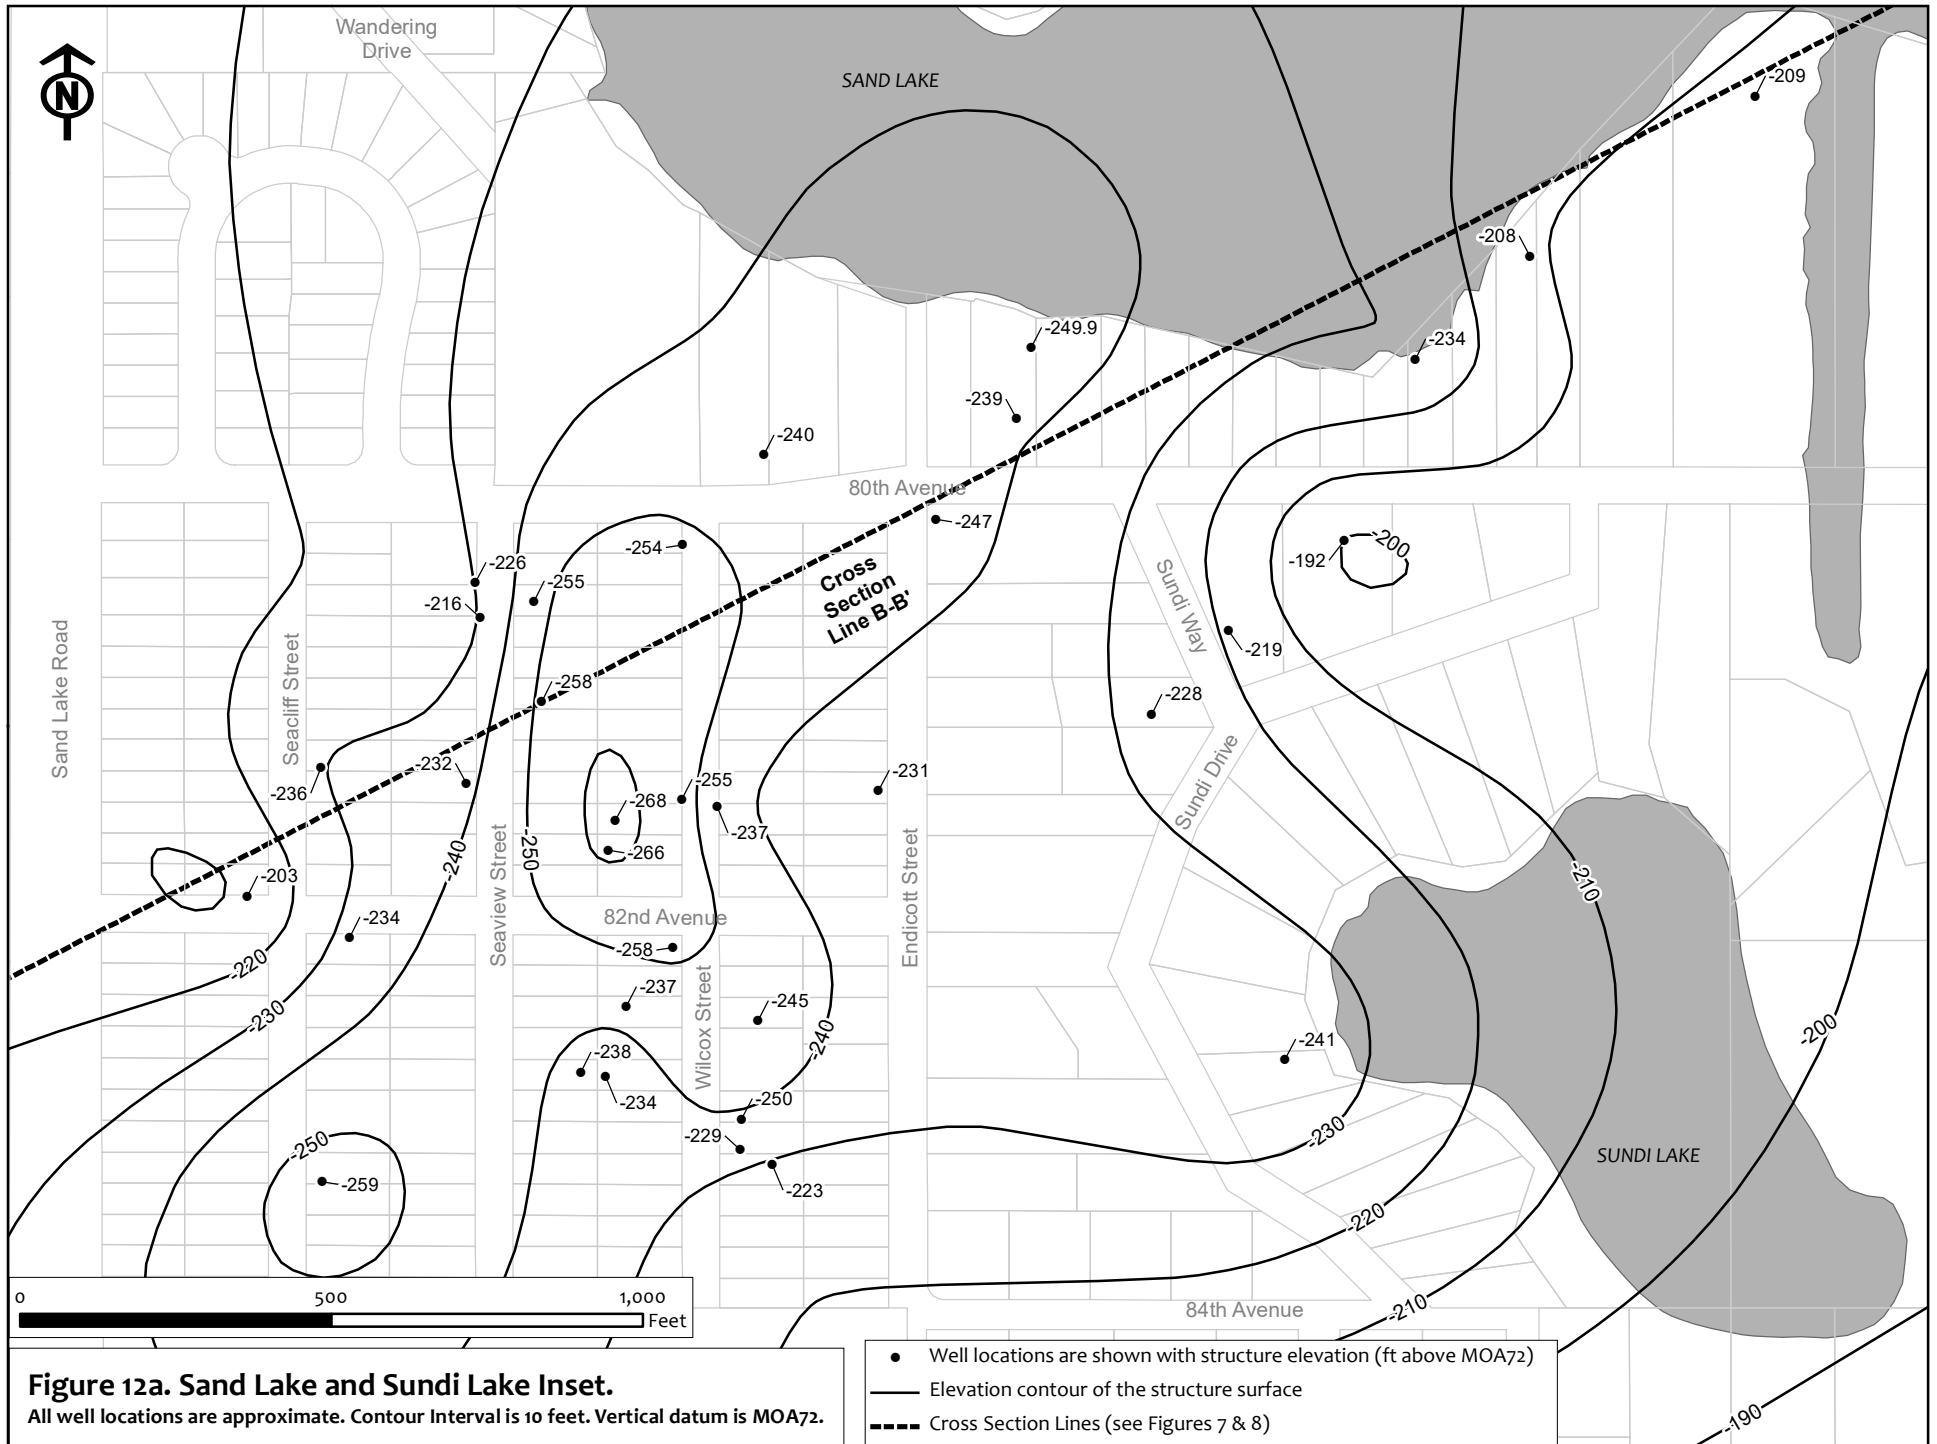 Wandering
Drive
N
SAND LAKE
-209
-208
-249.9
-234
-239
-240
80th Avenue
-247
-254
-200
-192
-226
-255
Cross
Section
Line B-B'
-216
Sundi Way
-219
Sand Lake Road
Seacliff Street
-258
-228
-232
-236
-255
-231
Sundi Drive
-268
-237
-240
-250
-266
-203
Seaview Street
Endicott Street
-210
82nd Avenue
-234
-258
-220
-237
Wilcox Street
-245
-230
-240
-241
-200
-238
-234
-250
-229
-230
-250
SUNDI LAKE
-259
-223
-220
0 500 1,000
Feet
84th Avenue
-210
-190
Well locations are shown with structure elevation (ft above MOA72)
Elevation contour of the structure surface
Cross Section Lines (see Figures 7 & 8)
Figure 12a. Sand Lake and Sundi Lake Inset.
All well locations are approximate. Contour Interval is 10 feet. Vertical datum is MOA72.